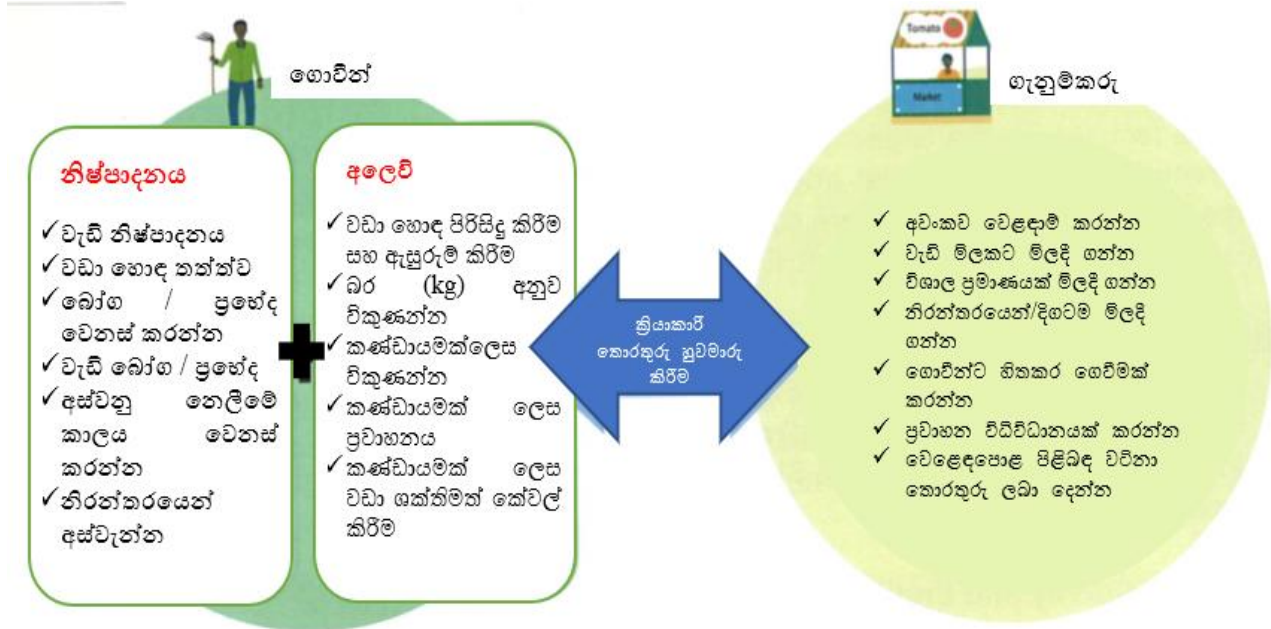 ගොවීන්
නිෂ්පාදනය
✓ වැඩි නිෂ්පාදනය
✓ වඩා හොඳ තත්ත්ව
✓ බෝග / ප්‍රභේද
වෙනස් කරන්න
✓ වැඩි බෝග / ප්‍රභේද
✓ අස්වනු නෙලීමේ
කාලය වෙනස්
කරන්න
✓ නිරන්තරයෙන්
අස්වැන්න
අලෙවි
✓ වඩා හොඳ පිරිසිදු කිරීම
සහ ඇසුරුම් කිරීම
✓ බර (kg) අනුව
විකුණන්න
✓ කණ්ඩායමක්ලෙස
විකුණන්න
✓ කණ්ඩායමක් ලෙස
ප්‍රවාහනය
✓ කණ්ඩායමක් ලෙස
වඩා ශක්තිමත් කේවල්
කිරීම
ක්‍රියාකාරී
තොරතුරු හුවමාරු
කිරීම
Tomato
Market
ගැනුම්කරු
✓ අවංකව වෙළඳාම් කරන්න
✓ වැඩි මිලකට මිලදී ගන්න
✓ විශාල ප්‍රමාණයක් මිලදී ගන්න
✓ නිරන්තරයෙන්/දිගටම මිලදී
ගන්න
✓ ගොවීන්ට හිතකර ගෙවීමක්
කරන්න
✓ ප්‍රවාහන විධිවිධානයක් කරන්න
✓ වෙළෙඳපොළ පිළිබඳ වටිනා
තොරතුරු ලබා දෙන්න